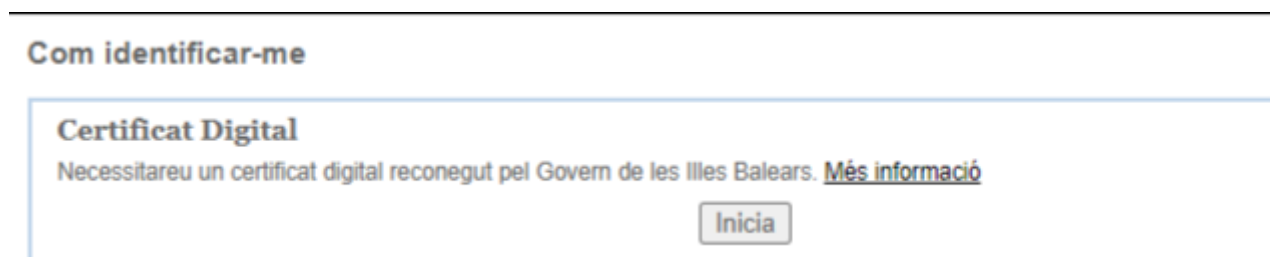 Com identificar-me
Certificat Digital
Necessitareu un certificat digital reconegut pel Govern de les Illes Balears. Més informació
Inicia